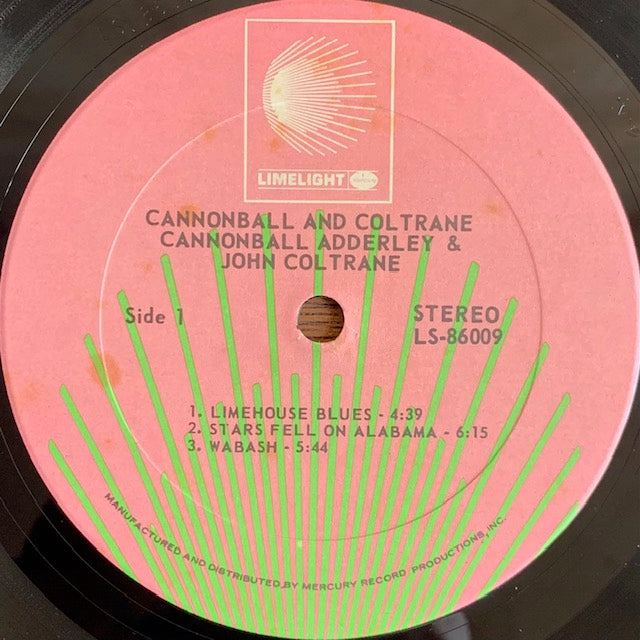 LIMELIGHT
CANNONBALL AND COLTRANE
CANNONBALL ADDERLEY &
JOHN COLTRANE
Side 1
STEREO
LS-86009
1. LIMEHOUSE BLUES - 4:39
2. STARS FELL ON ALABAMA - 6:15
3. WABASH - 5:44
MANUFACTURED AND DISTRIBUTED BY MERCURY RECORD PRODUCTIONS, INC.